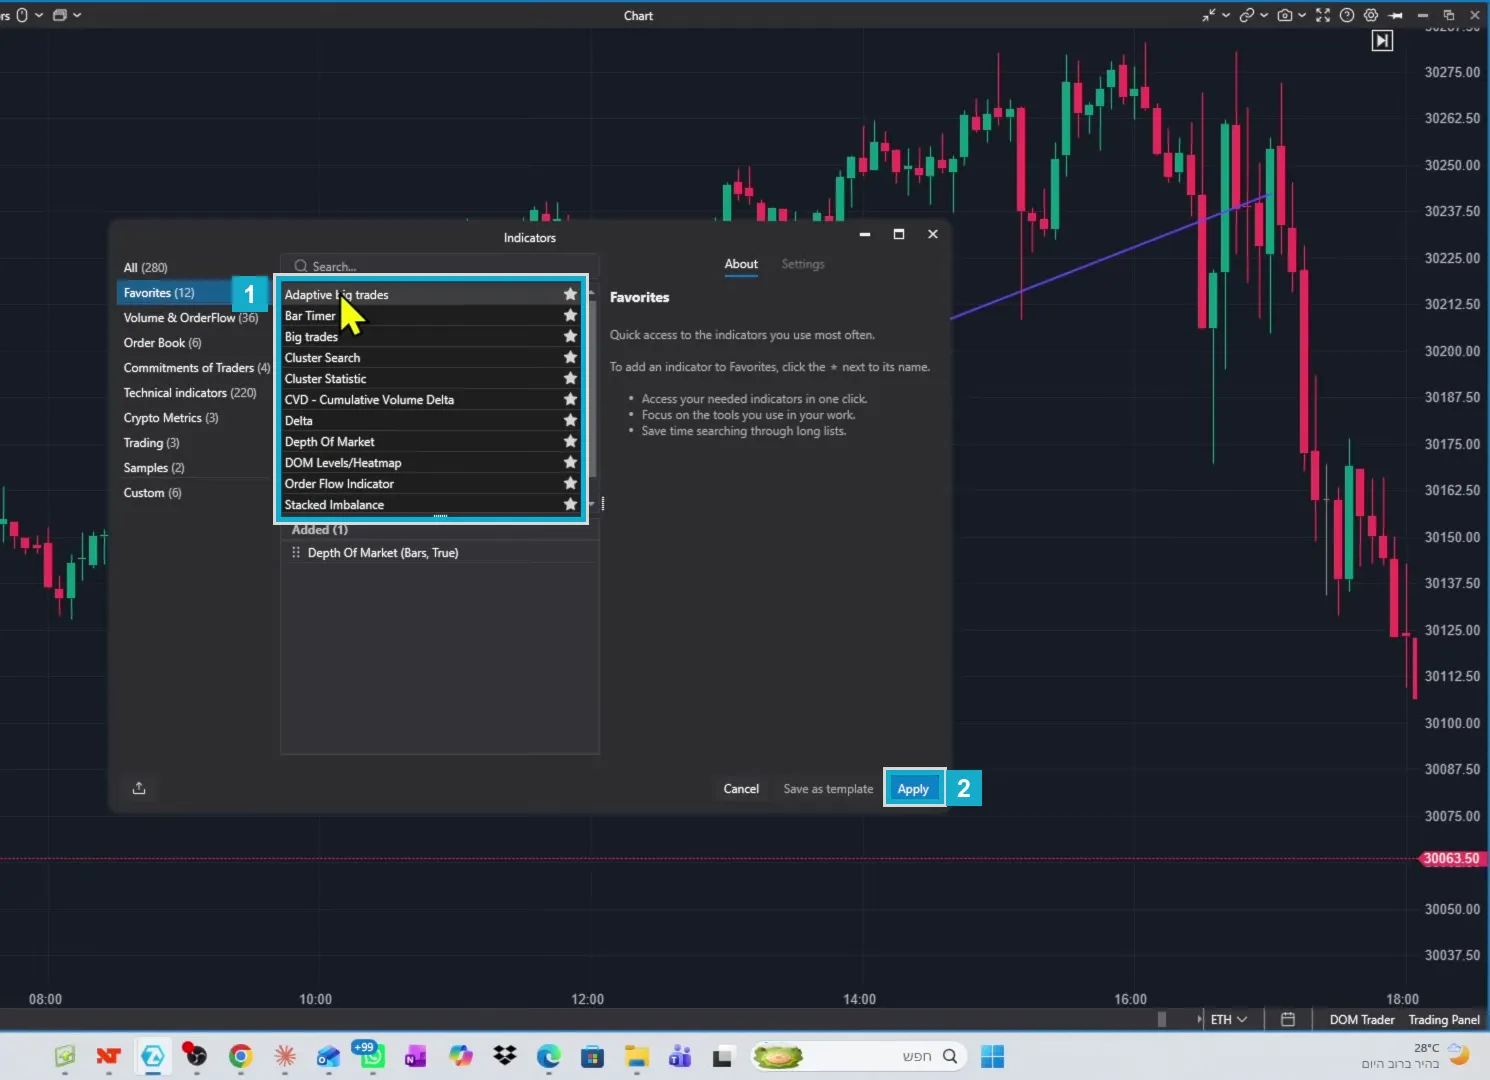 rs
Chart
30275.00
30262.50
30250.00
30237.50
30225.00
30212.50
30200.00
30187.50
30175.00
30162.50
30150.00
30137.50
30125.00
30112.50
30100.00
30087.50
30075.00
30063.50
30050.00
30037.50
Indicators
All (280)
Favorites (12)
1
Volume & OrderFlow (36)
Order Book (6)
Commitments of Traders (4)
Technical indicators (220)
Crypto Metrics (3)
Trading (3)
Samples (2)
Custom (6)
Search...
Adaptive big trades
Bar Timer
Big trades
Cluster Search
Cluster Statistic
CVD - Cumulative Volume Delta
Delta
Depth Of Market
DOM Levels/Heatmap
Order Flow Indicator
Stacked Imbalance
Added (1)
Depth Of Market (Bars, True)
About
Settings
Favorites
Quick access to the indicators you use most often.
To add an indicator to Favorites, click the ★ next to its name.
• Access your needed indicators in one click.
• Focus on the tools you use in your work.
• Save time searching through long lists.
Cancel
Save as template
Apply
2
08:00
10:00
12:00
14:00
16:00
18:00
ETH
DOM Trader
Trading Panel
+99
חפש
28°C
בהיר ברוב היום